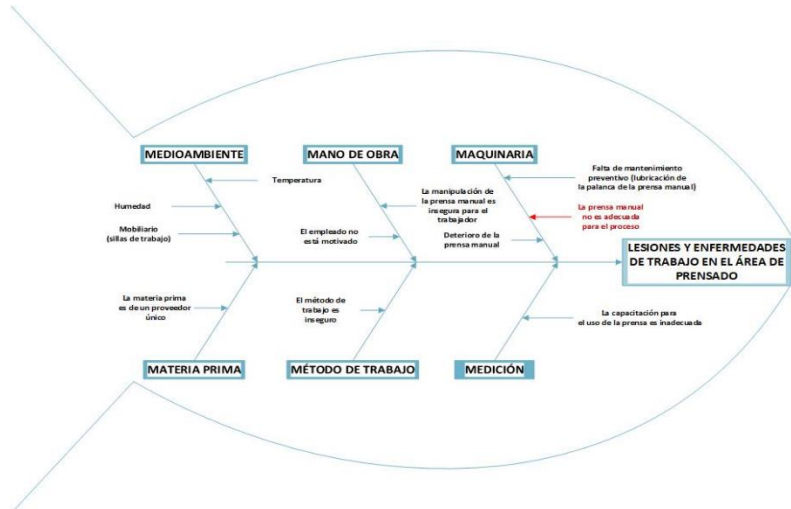 MEDIOAMBIENTE
MANO DE OBRA
MAQUINARIA
Falta de mantenimiento
preventivo (lubricación de
la palanca de la prensa manual)
Temperatura
La manipulación de
la prensa manual es
insegura para el
trabajador
La prensa manual
no es adecuada
para el proceso
Humedad
Mobiliario
(sillas de trabajo)
El empleado no
está motivado
Deterioro de la
prensa manual
LESIONES Y ENFERMEDADES
DE TRABAJO EN EL ÁREA DE
PRENSADO
La materia prima
es de un proveedor
único
El método de
trabajo es
inseguro
La capacitación para
el uso de la prensa es inadecuada
MATERIA PRIMA
MÉTODO DE TRABAJO
MEDICIÓN